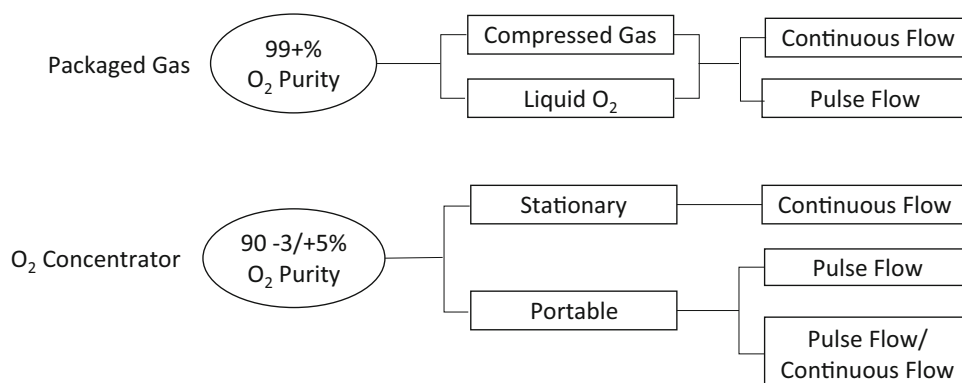 Packaged Gas
99+%
O₂ Purity
Compressed Gas
Liquid O₂
Continuous Flow
Pulse Flow
O₂ Concentrator
90 -3/+5%
O₂ Purity
Stationary
Continuous Flow
Portable
Pulse Flow
Pulse Flow/
Continuous Flow